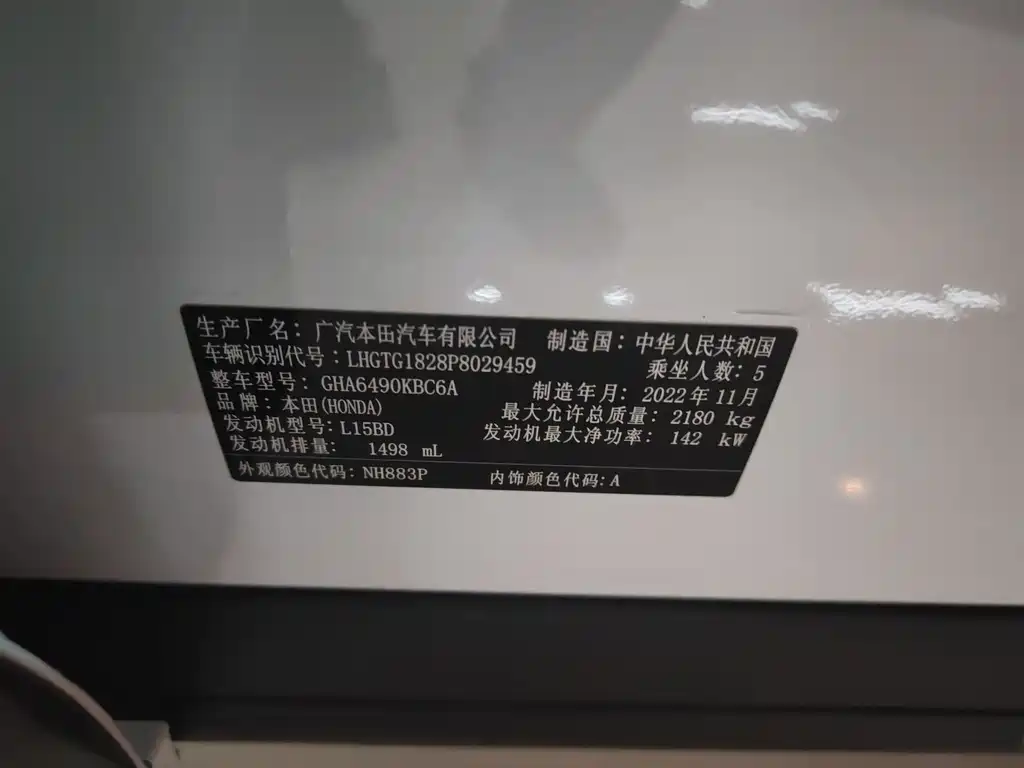 生产厂名：广汽本田汽车有限公司 制造国：中华人民共和国
车辆识别代号：LHGTG1828P8029459 乘坐人数：5
整车型号：GHA6490KBC6A 制造年月：2022年11月
品牌：本田(HONDA) 最大允许总质量：2180 kg
发动机型号：L15BD 发动机最大净功率：142 kW
发动机排量：1498 mL
外观颜色代码：NH883P 内饰颜色代码：A